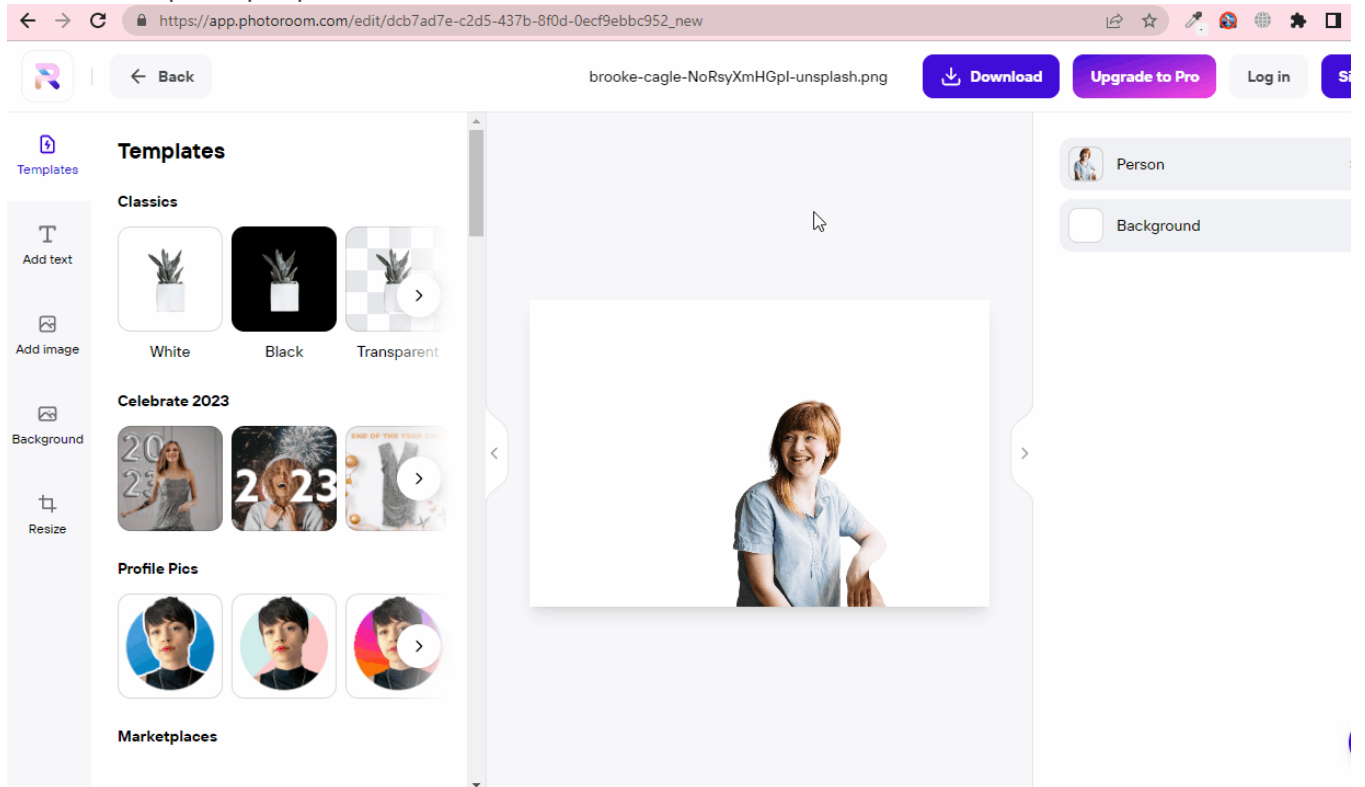 https://app.photoroom.com/edit/dcb7ad7e-c2d5-437b-8f0d-0ecf9ebbc952_new
Back
brooke-cagle-NoRsyXmHGpI-unsplash.png
Download
Upgrade to Pro
Log in
Si
Templates
Add text
Add image
Background
Resize
Templates
Classics
White
Black
Transparent
Celebrate 2023
2023
2023
END OF THE YEAR
Profile Pics
Marketplaces
Person
Background